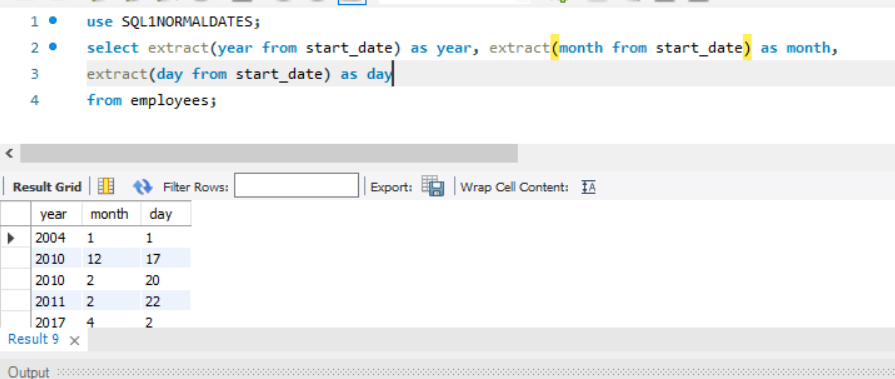 1 use SQL1NORMALDATES;
2 select extract(year from start_date) as year, extract(month from start_date) as month,
3 extract(day from start_date) as day
4 from employees;
<
Result Grid Filter Rows: Export: Wrap Cell Content: IA
year month day
2004 1 1
2010 12 17
2010 2 20
2011 2 22
2017 4 2
Result 9 ×
Output